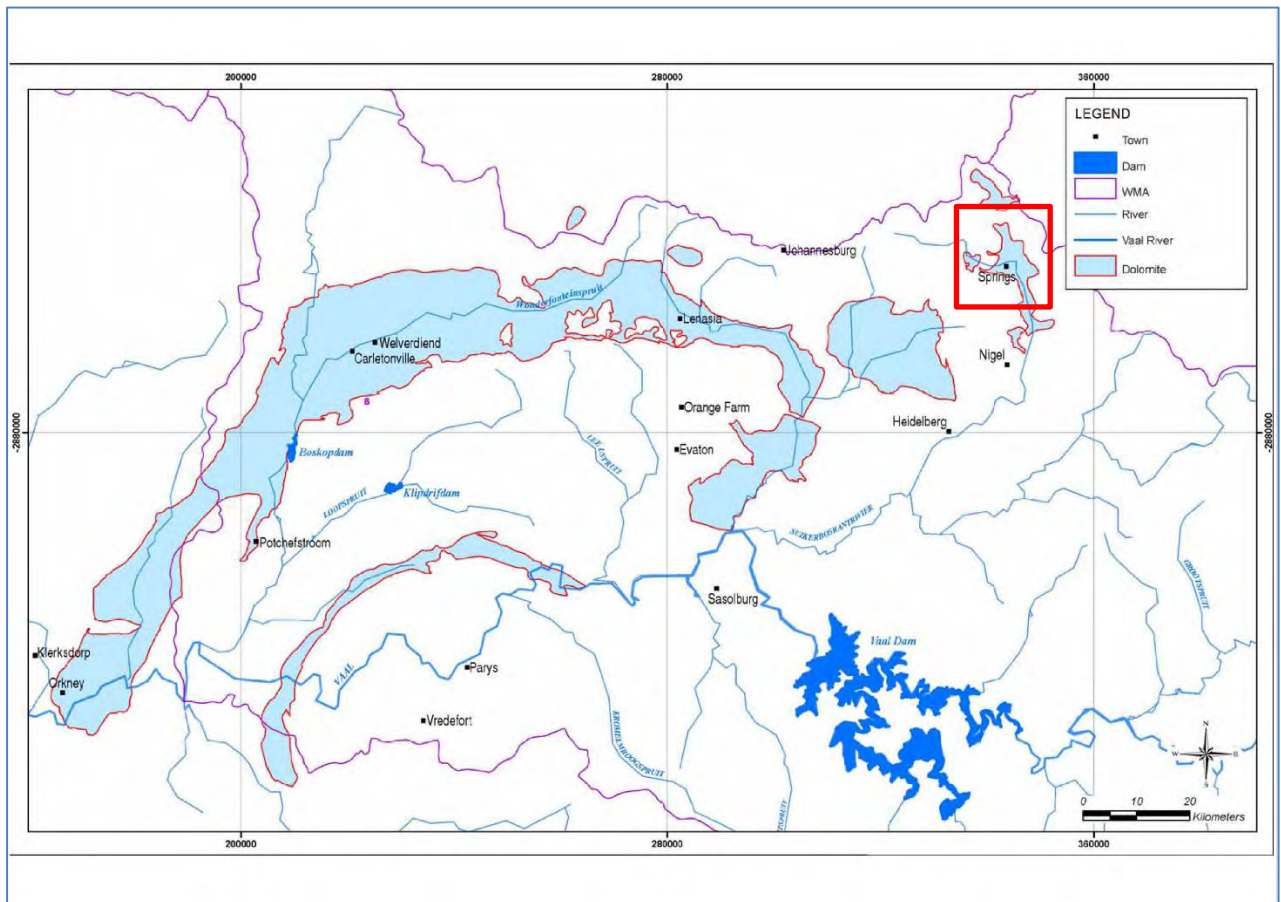 200000
280000
360000
LEGEND
Town
Dam
WMA
River
Vaal River
Dolomite
Johannesburg
Springs
Wonderfonteinspruit
Lenasia
Welverdiend
Carletonville
Nigel
8
Orange Farm
Heidelberg
-2880000
-2880000
Evaton
Boskopdam
Klipdrifdam
LOOPSPRUIT
Potchefstroom
Sasolburg
Vaal Dam
Klerksdorp
Orkney
VAAL
Parys
Vredefort
N
W
E
S
0
10
20
Kilometers
200000
280000
360000